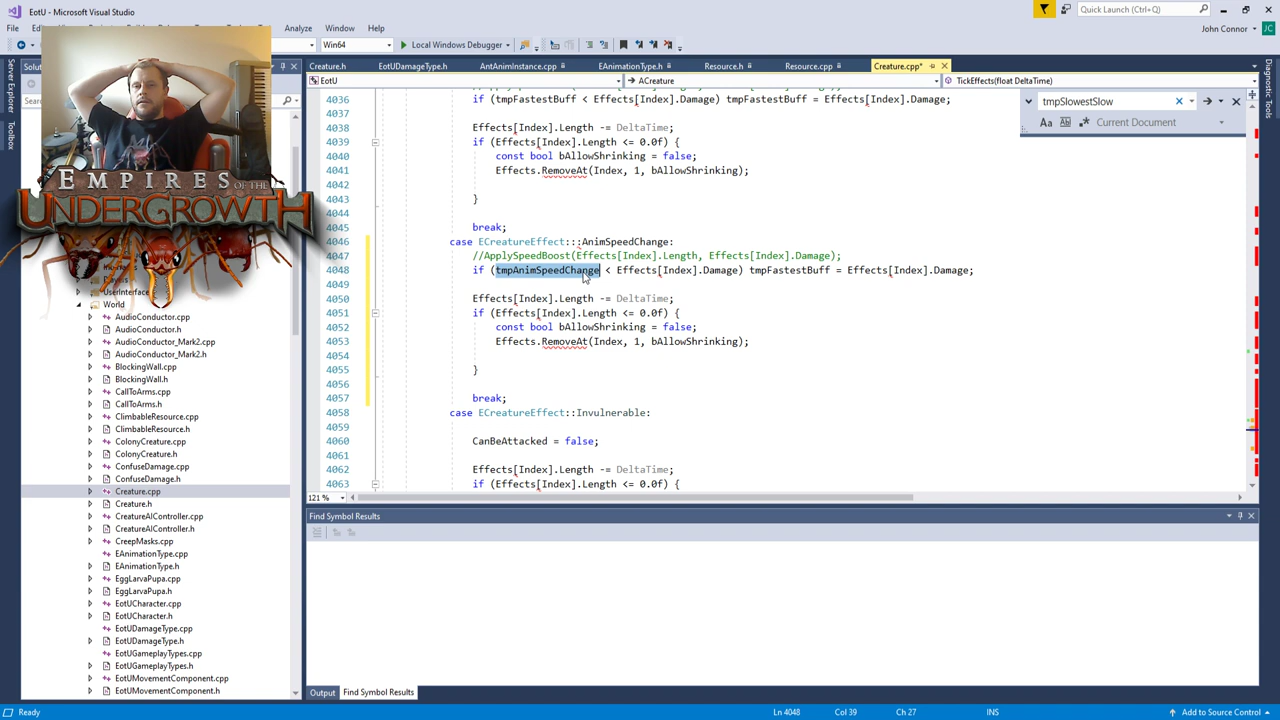 EotU - Microsoft Visual Studio
Quick Launch (Ctrl+Q)
File
Analyze
Window
Help
John Connor
JC
Win64
Local Windows Debugger
Creature.h
EotUDamageType.h
AntAnimInstance.cpp
EAnimationType.h
Resource.h
Resource.cpp
Creature.cpp*
EotU
ACreature
TickEffects(float DeltaTime)
Server Explorer
Toolbox
Diagnostic Tools
tmpSlowestSlow
Aa
Current Document
4036 if (tmpFastestBuff < Effects[Index].Damage) tmpFastestBuff = Effects[Index].Damage;
4037
4038 Effects[Index].Length -= DeltaTime;
4039 if (Effects[Index].Length <= 0.0f) {
4040 const bool bAllowShrinking = false;
4041 Effects.RemoveAt(Index, 1, bAllowShrinking);
4042
4043 }
4044
4045 break;
4046 case ECreatureEffect:::AnimSpeedChange:
4047 //ApplySpeedBoost(Effects[Index].Length, Effects[Index].Damage);
4048 if (tmpAnimSpeedChange < Effects[Index].Damage) tmpFastestBuff = Effects[Index].Damage;
4049
4050 Effects[Index].Length -= DeltaTime;
4051 if (Effects[Index].Length <= 0.0f) {
4052 const bool bAllowShrinking = false;
4053 Effects.RemoveAt(Index, 1, bAllowShrinking);
4054
4055 }
4056
4057 break;
4058 case ECreatureEffect::Invulnerable:
4059
4060 CanBeAttacked = false;
4061
4062 Effects[Index].Length -= DeltaTime;
4063 if (Effects[Index].Length <= 0.0f) {
121 %
EMPIRES OF THE
UNDERGROWTH
UserInterface
World
AudioConductor.cpp
AudioConductor.h
AudioConductor_Mark2.cpp
AudioConductor_Mark2.h
BlockingWall.cpp
BlockingWall.h
CallToArms.cpp
CallToArms.h
ClimbableResource.cpp
ClimbableResource.h
ColonyCreature.cpp
ColonyCreature.h
ConfuseDamage.cpp
ConfuseDamage.h
Creature.cpp
Creature.h
CreatureAIController.cpp
CreatureAIController.h
CreepMasks.cpp
EAnimationType.cpp
EAnimationType.h
EggLarvaPupa.cpp
EggLarvaPupa.h
EotUCharacter.cpp
EotUCharacter.h
EotUDamageType.cpp
EotUDamageType.h
EotUGameplayTypes.cpp
EotUGameplayTypes.h
EotUMovementComponent.cpp
EotUMovementComponent.h
Find Symbol Results
Output
Find Symbol Results
Ready
Ln 4048
Col 39
Ch 27
INS
Add to Source Control